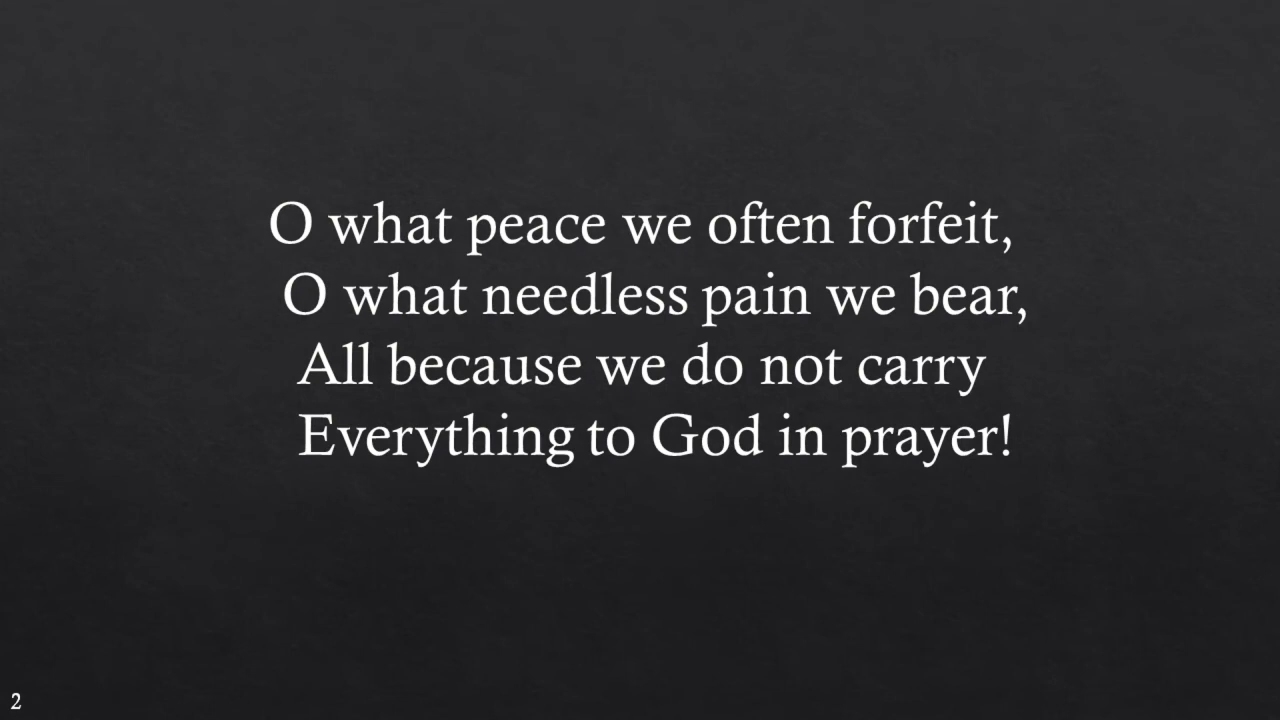 O what peace we often forfeit,
O what needless pain we bear,
All because we do not carry
Everything to God in prayer!
2